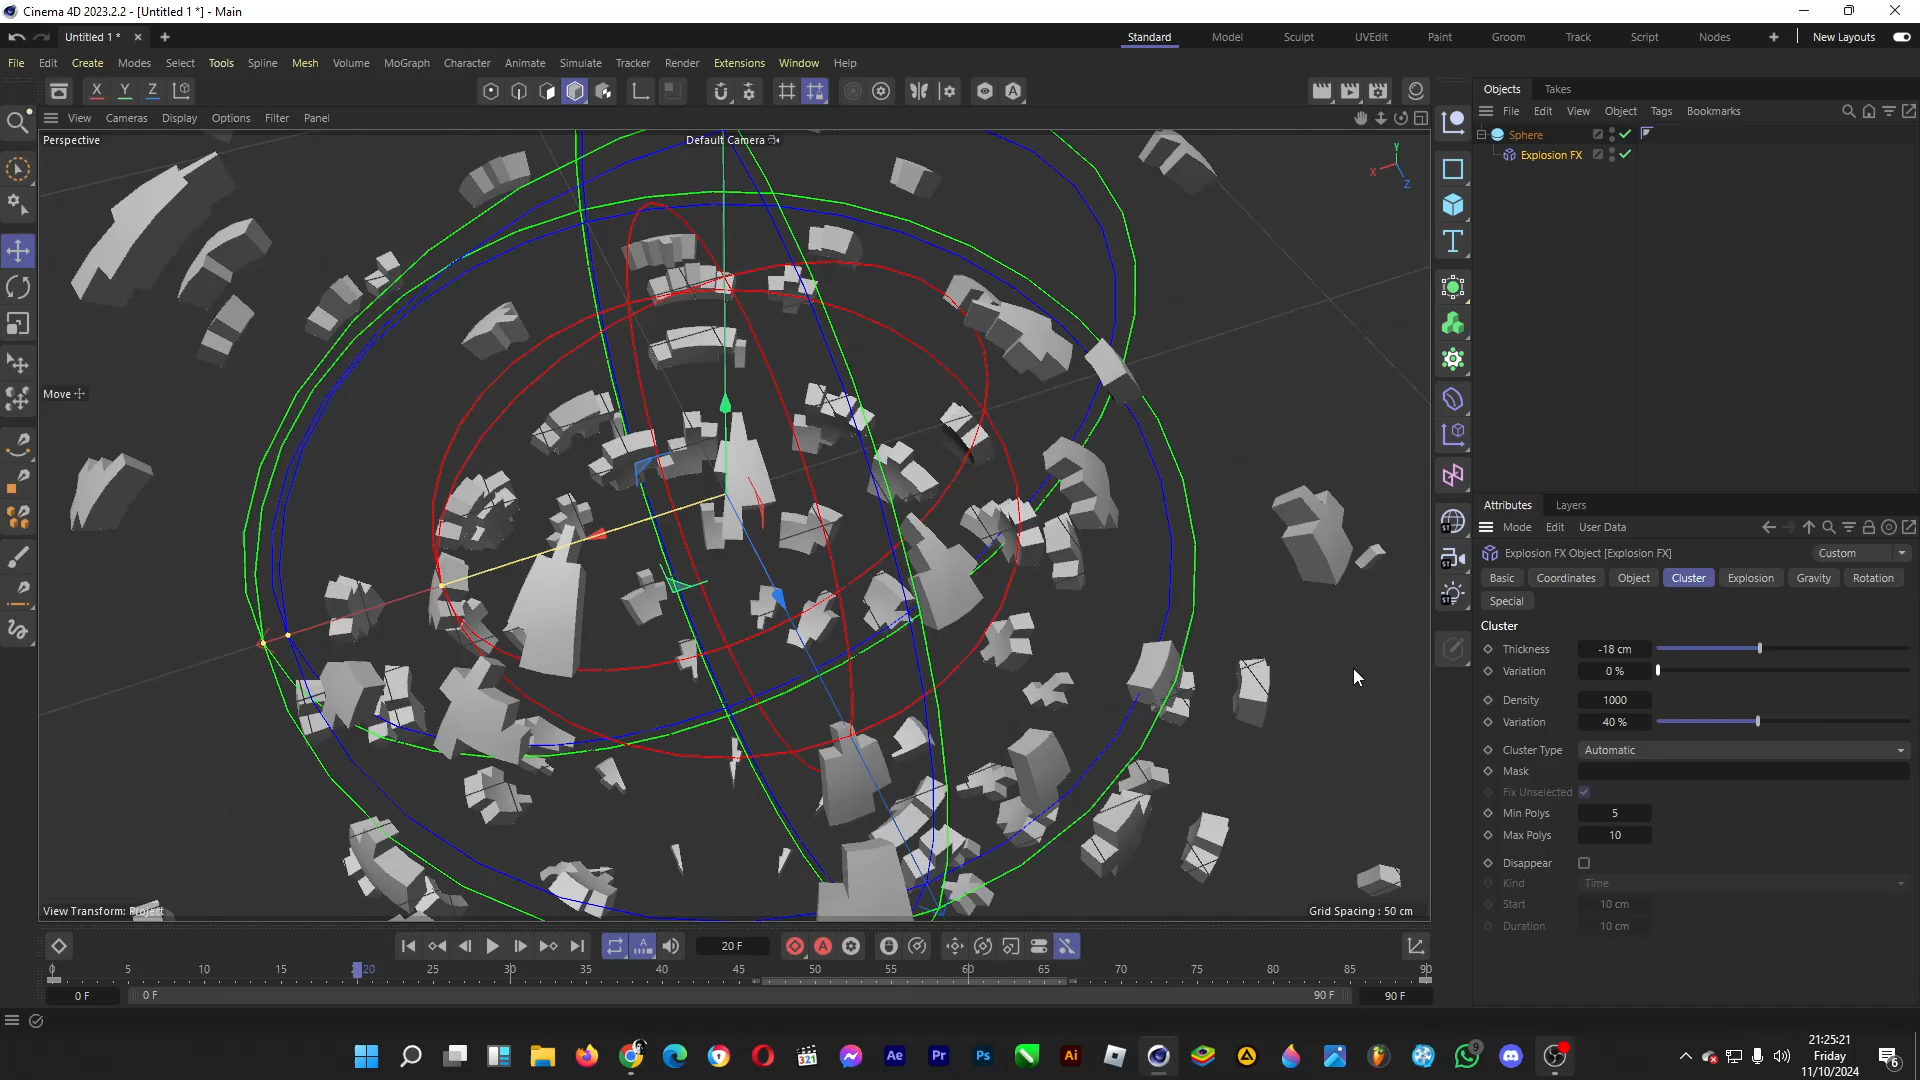 Cinema 4D 2023.2.2 - [Untitled 1 *] - Main
Untitled 1 *
Standard Model Sculpt UVEdit Paint Groom Track Script Nodes New Layouts
File Edit Create Modes Select Tools Spline Mesh Volume MoGraph Character Animate Simulate Tracker Render Extensions Window Help
X Y Z
Objects Takes
File Edit View Object Tags Bookmarks
View Cameras Display Options Filter Panel
Perspective
Default Camera
Y
X
Z
Sphere
Explosion FX
Move
Attributes Layers
Mode Edit User Data
Explosion FX Object [Explosion FX]
Custom
Basic Coordinates Object Cluster Explosion Gravity Rotation
Special
Cluster
Thickness -18 cm
Variation 0 %
Density 1000
Variation 40 %
Cluster Type Automatic
Mask
Fix Unselected
Min Polys 5
Max Polys 10
Disappear
Kind Time
Start 10 cm
Duration 10 cm
View Transform: Project
Grid Spacing : 50 cm
20 F
0 5 10 15 20 25 30 35 40 45 50 55 60 65 70 75 80 85 90
0 F 0 F 90 F 90 F
321
Ae Pr Ps Ai
9
21:25:21
Friday
11/10/2024
6